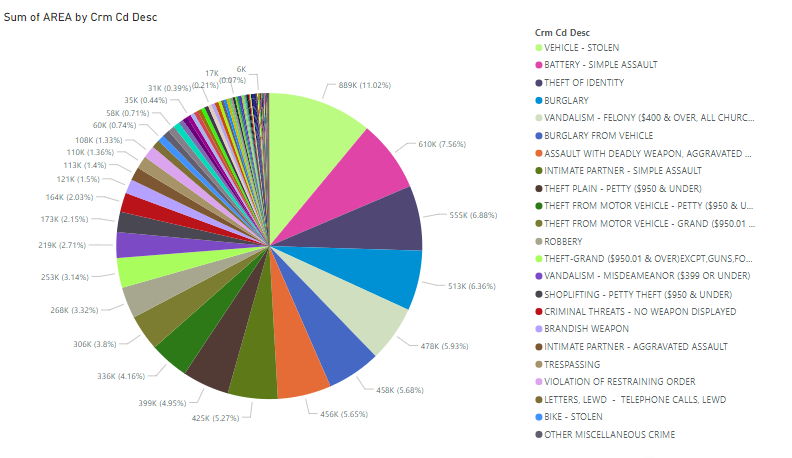 Sum of AREA by Crm Cd Desc
889K (11.02%)
610K (7.56%)
555K (6.88%)
513K (6.36%)
478K (5.93%)
458K (5.68%)
456K (5.65%)
425K (5.27%)
399K (4.95%)
336K (4.16%)
306K (3.8%)
268K (3.32%)
253K (3.14%)
219K (2.71%)
173K (2.15%)
164K (2.03%)
121K (1.5%)
113K (1.4%)
110K (1.36%)
108K (1.33%)
60K (0.74%)
58K (0.71%)
35K (0.44%)
31K (0.39%)
17K
(0.21%)
6K
(0.07%)
Crm Cd Desc
VEHICLE - STOLEN
BATTERY - SIMPLE ASSAULT
THEFT OF IDENTITY
BURGLARY
VANDALISM - FELONY ($400 & OVER, ALL CHURC...
BURGLARY FROM VEHICLE
ASSAULT WITH DEADLY WEAPON, AGGRAVATED ...
INTIMATE PARTNER - SIMPLE ASSAULT
THEFT PLAIN - PETTY ($950 & UNDER)
THEFT FROM MOTOR VEHICLE - PETTY ($950 & U...
THEFT FROM MOTOR VEHICLE - GRAND ($950.01 ...
ROBBERY
THEFT-GRAND ($950.01 & OVER)EXCPT,GUNS,FO...
VANDALISM - MISDEAMEANOR ($399 OR UNDER)
SHOPLIFTING - PETTY THEFT ($950 & UNDER)
CRIMINAL THREATS - NO WEAPON DISPLAYED
BRANDISH WEAPON
INTIMATE PARTNER - AGGRAVATED ASSAULT
TRESPASSING
VIOLATION OF RESTRAINING ORDER
LETTERS, LEWD  -  TELEPHONE CALLS, LEWD
BIKE - STOLEN
OTHER MISCELLANEOUS CRIME